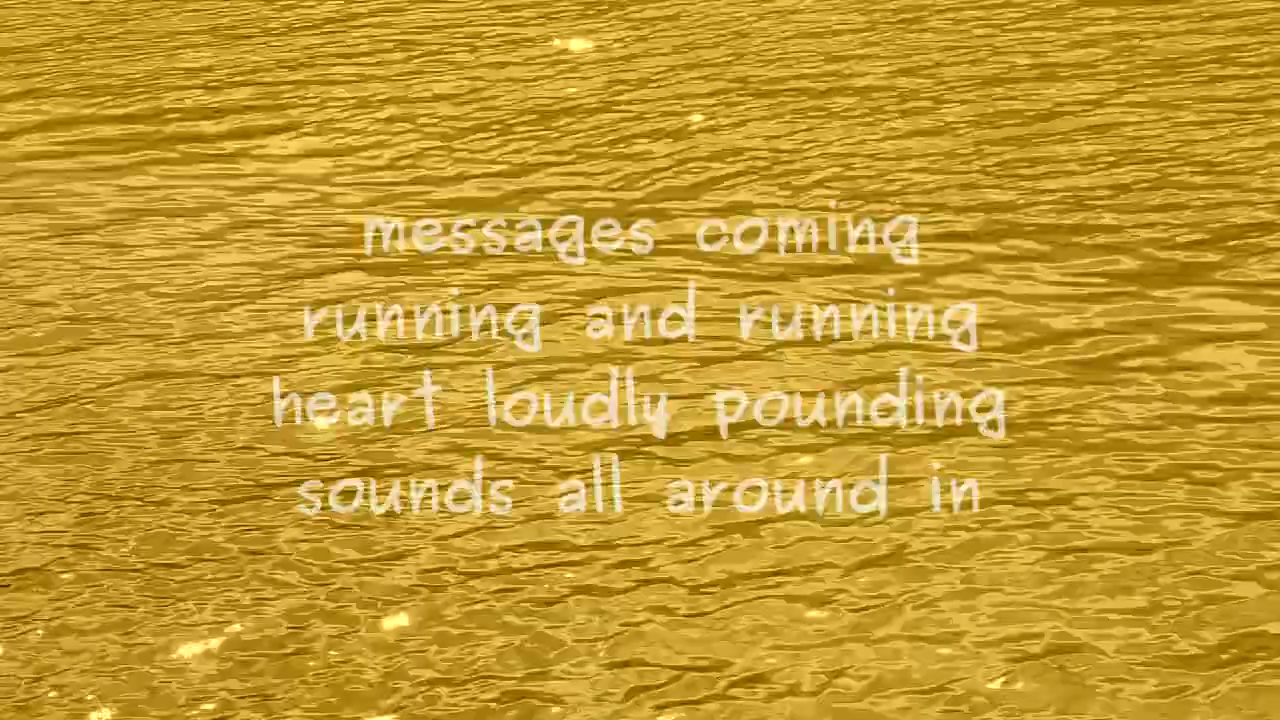 messages coming
running and running
heart loudly pounding
sounds all around in